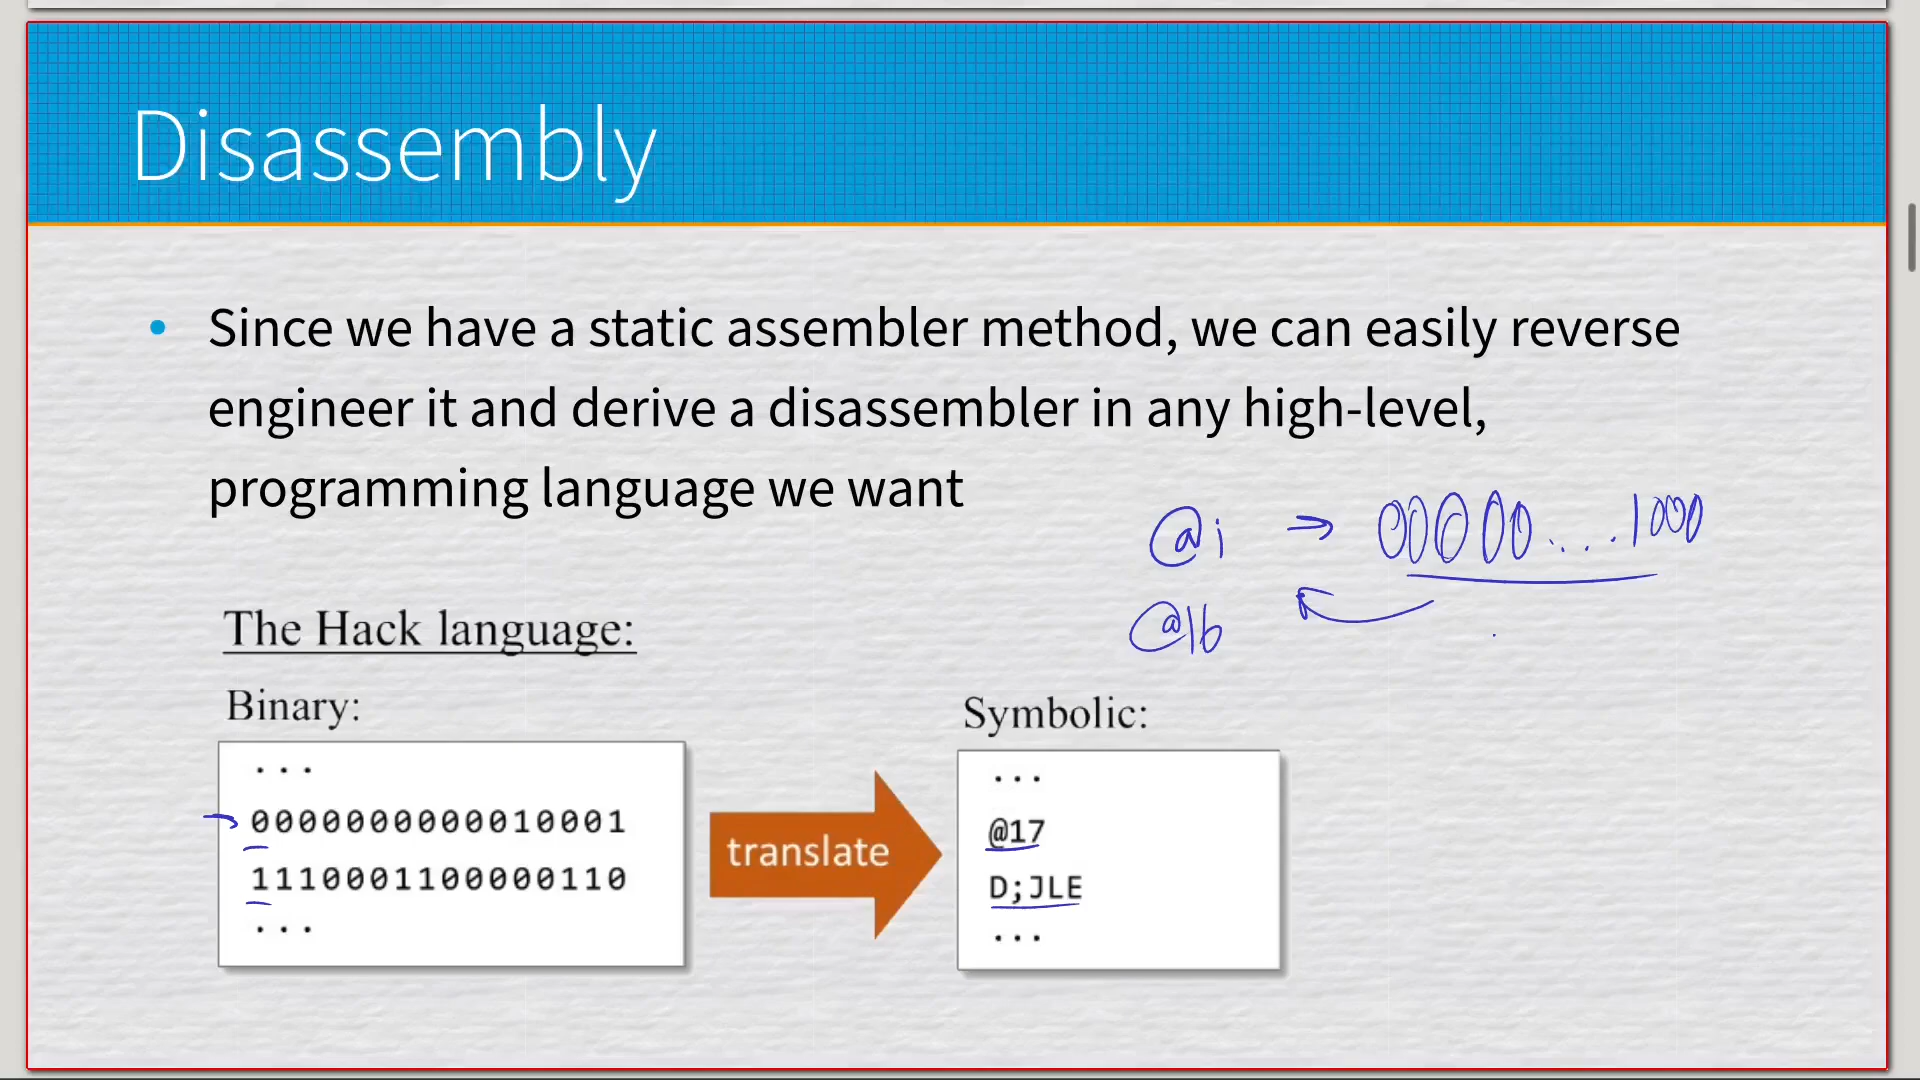 Disassembly
• Since we have a static assembler method, we can easily reverse
engineer it and derive a disassembler in any high-level,
programming language we want
@i → 00000....1000
@16
The Hack language:
Binary:
...
0000000000010001
1110001100000110
...
translate
Symbolic:
...
@17
D;JLE
...